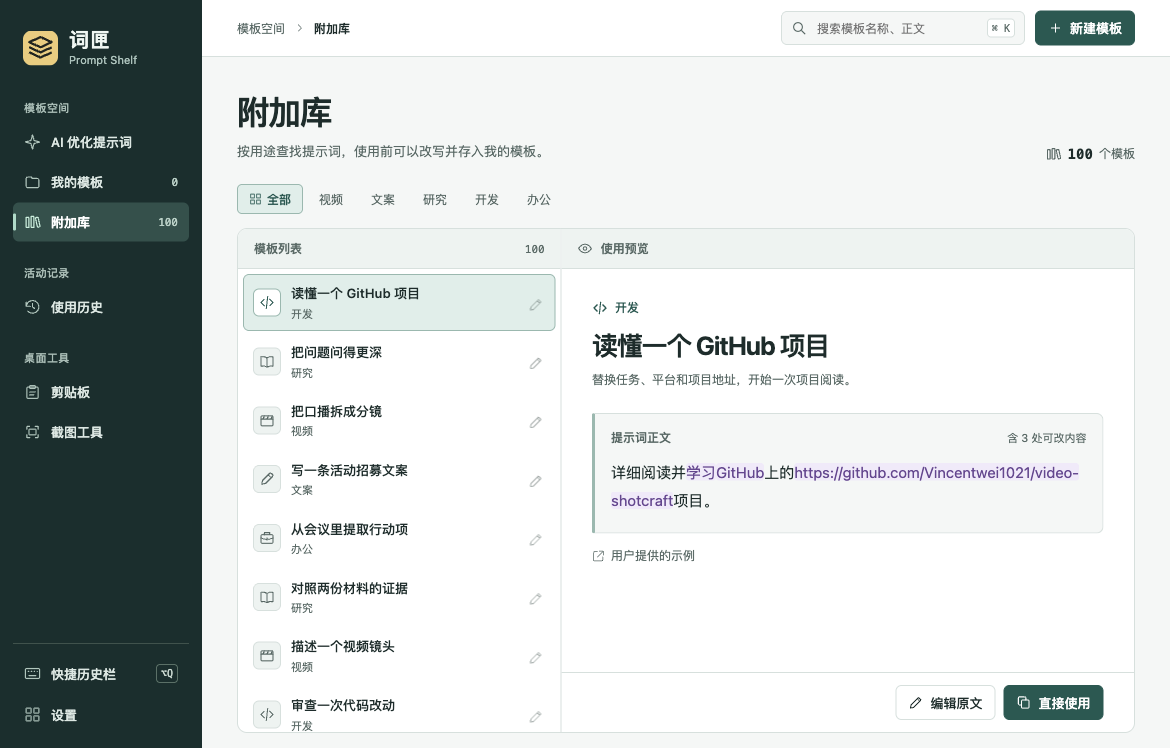 词匣
Prompt Shelf
模板空间
AI 优化提示词
我的模板 0
附加库 100
活动记录
使用历史
桌面工具
剪贴板
截图工具
快捷历史栏 ⌥Q
设置
模板空间 > 附加库
搜索模板名称、正文 ⌘ K
+ 新建模板
附加库
按用途查找提示词，使用前可以改写并存入我的模板。
100 个模板
全部 视频 文案 研究 开发 办公
模板列表 100
读懂一个 GitHub 项目
开发
把问题问得更深
研究
把口播拆成分镜
视频
写一条活动招募文案
文案
从会议里提取行动项
办公
对照两份材料的证据
研究
描述一个视频镜头
视频
审查一次代码改动
开发
使用预览
开发
读懂一个 GitHub 项目
替换任务、平台和项目地址，开始一次项目阅读。
提示词正文 含 3 处可改内容
详细阅读并学习GitHub上的https://github.com/Vincentwei1021/video-
shotcraft项目。
用户提供的示例
编辑原文 直接使用